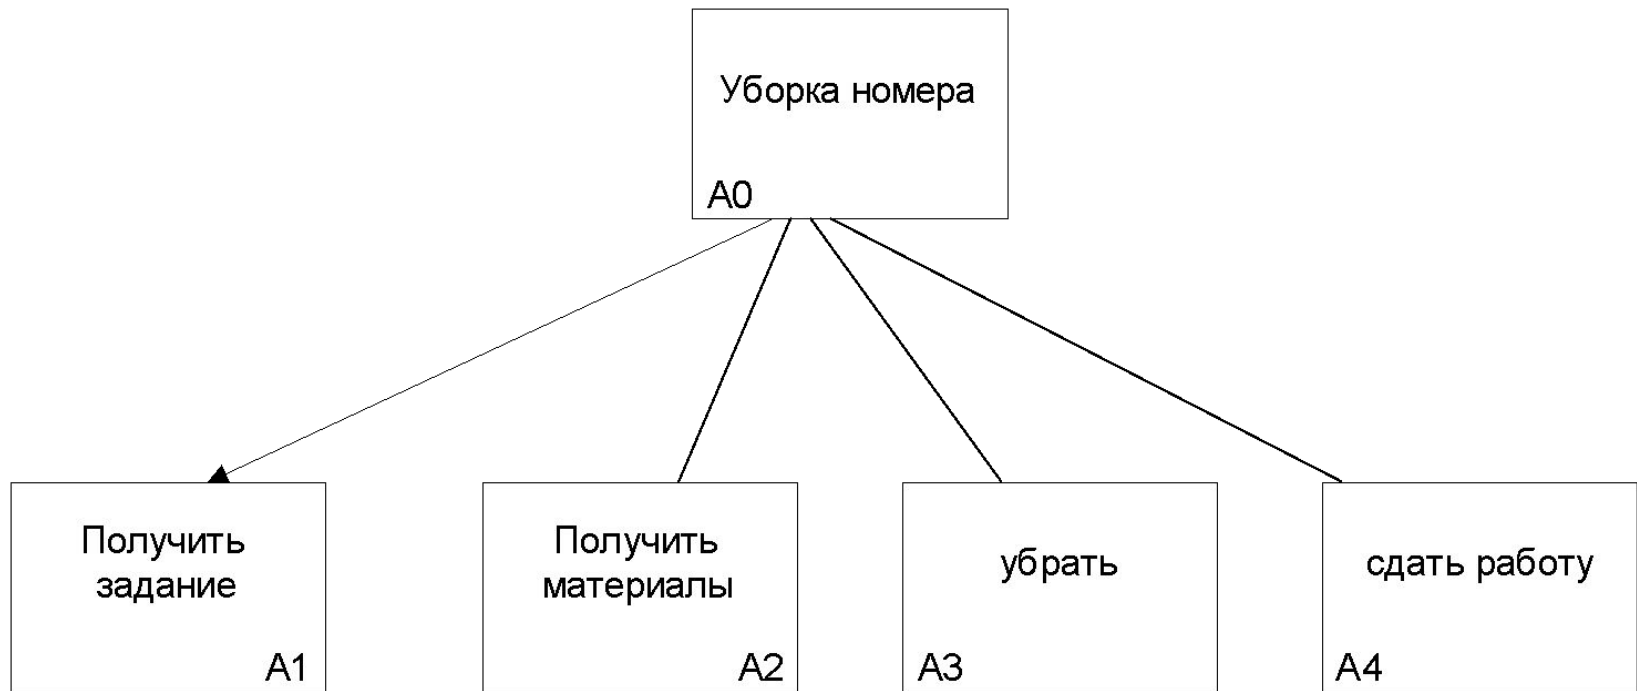 Уборка номера
A0
Получить
задание
A1
Получить
материалы
A2
убрать
A3
сдать работу
A4